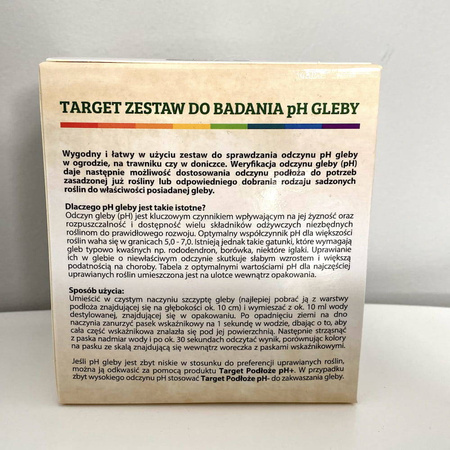 TARGET ZESTAW DO BADANIA pH GLEBY
Wygodny i łatwy w użyciu zestaw do sprawdzania odczynu pH gleby
w ogrodzie, na trawniku czy w doniczce. Weryfikacja odczynu gleby (pH)
daje następnie możliwość dostosowania odczynu podłoża do potrzeb
zasadzonej już rośliny lub odpowiedniego dobrania rodzaju sadzonych
roślin do właściwości posiadanej gleby.
Dlaczego pH gleby jest takie istotne?
Odczyn gleby (pH) jest kluczowym czynnikiem wpływającym na jej żyzność oraz
rozpuszczalność i dostępność wielu składników odżywczych niezbędnych
roślinom do prawidłowego rozwoju. Optymalny współczynnik pH dla większości
roślin waha się w granicach 5,0 - 7,0. Istnieją jednak takie gatunki, które wymagają
gleb typowo kwaśnych np. rododendron, borówka, niektóre iglaki. Uprawianie
ich w glebie o niewłaściwym odczynie skutkuje słabym wzrostem i większą
podatnością na choroby. Tabela z optymalnymi wartościami pH dla najczęściej
uprawianych roślin umieszczona jest na ulotce wewnątrz opakowania.
Sposób użycia:
Umieścić w czystym naczyniu szczyptę gleby (najlepiej pobrać ją z warstwy
podłoża znajdującej się na głębokości ok. 10 cm) i wymieszać z ok. 10 ml wody
destylowanej, znajdującej się w opakowaniu. Po opadnięciu ziemi na dno
naczynia zanurzyć pasek wskaźnikowy na 1 sekundę w wodzie, dbając o to, aby
cała część wskaźnikowa znalazła się pod jej powierzchnią. Następnie strząsnąć
z paska nadmiar wody i po ok. 30 sekundach odczytać wynik, porównując kolory
na pasku ze skalą znajdującą się wewnątrz woreczka z paskami wskaźnikowymi.
Jeśli pH gleby jest zbyt niskie w stosunku do preferencji uprawianych roślin,
można ją odkwasić za pomocą produktu Target Podłoże pH+. W przypadku
zbyt wysokiego odczynu pH stosować Target Podłoże pH- do zakwaszania gleby.